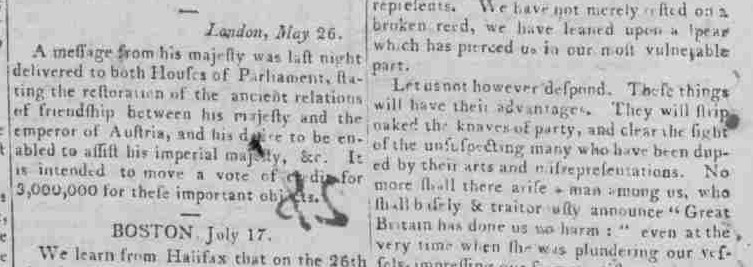 London, May 26.
A meſſage from his majeſty was laſt night
delivered to both Houſes of Parliament, ſta-
ting the reſtoration of the ancient relations
of friendſhip between his majeſty and the
emperor of Auſtria, and his deſire to be en-
abled to aſſiſt his imperial majeſty, &c. It
is intended to move a vote of credit for
3,000,000 for theſe important objects.
85
BOSTON, July 17.
We learn from Halifax that on the 26th
repreſents. We have not merely reſted on a
broken reed, we have leaned upon a ſpear
which has pierced us in our moſt vulnerable
part.
Let us not however deſpond. Theſe things
will have their advantages. They will ſtrip
naked the knaves of party, and clear the ſight
of the unſuſpecting many who have been dup-
ed by their arts and miſrepreſentations. No
more ſhall there ariſe a man among us, who
ſhall baſely & traitorouſly announce "Great
Britain has done us no harm:" even at the
very time when ſhe was plundering our veſ-
ſels, impreſſing our